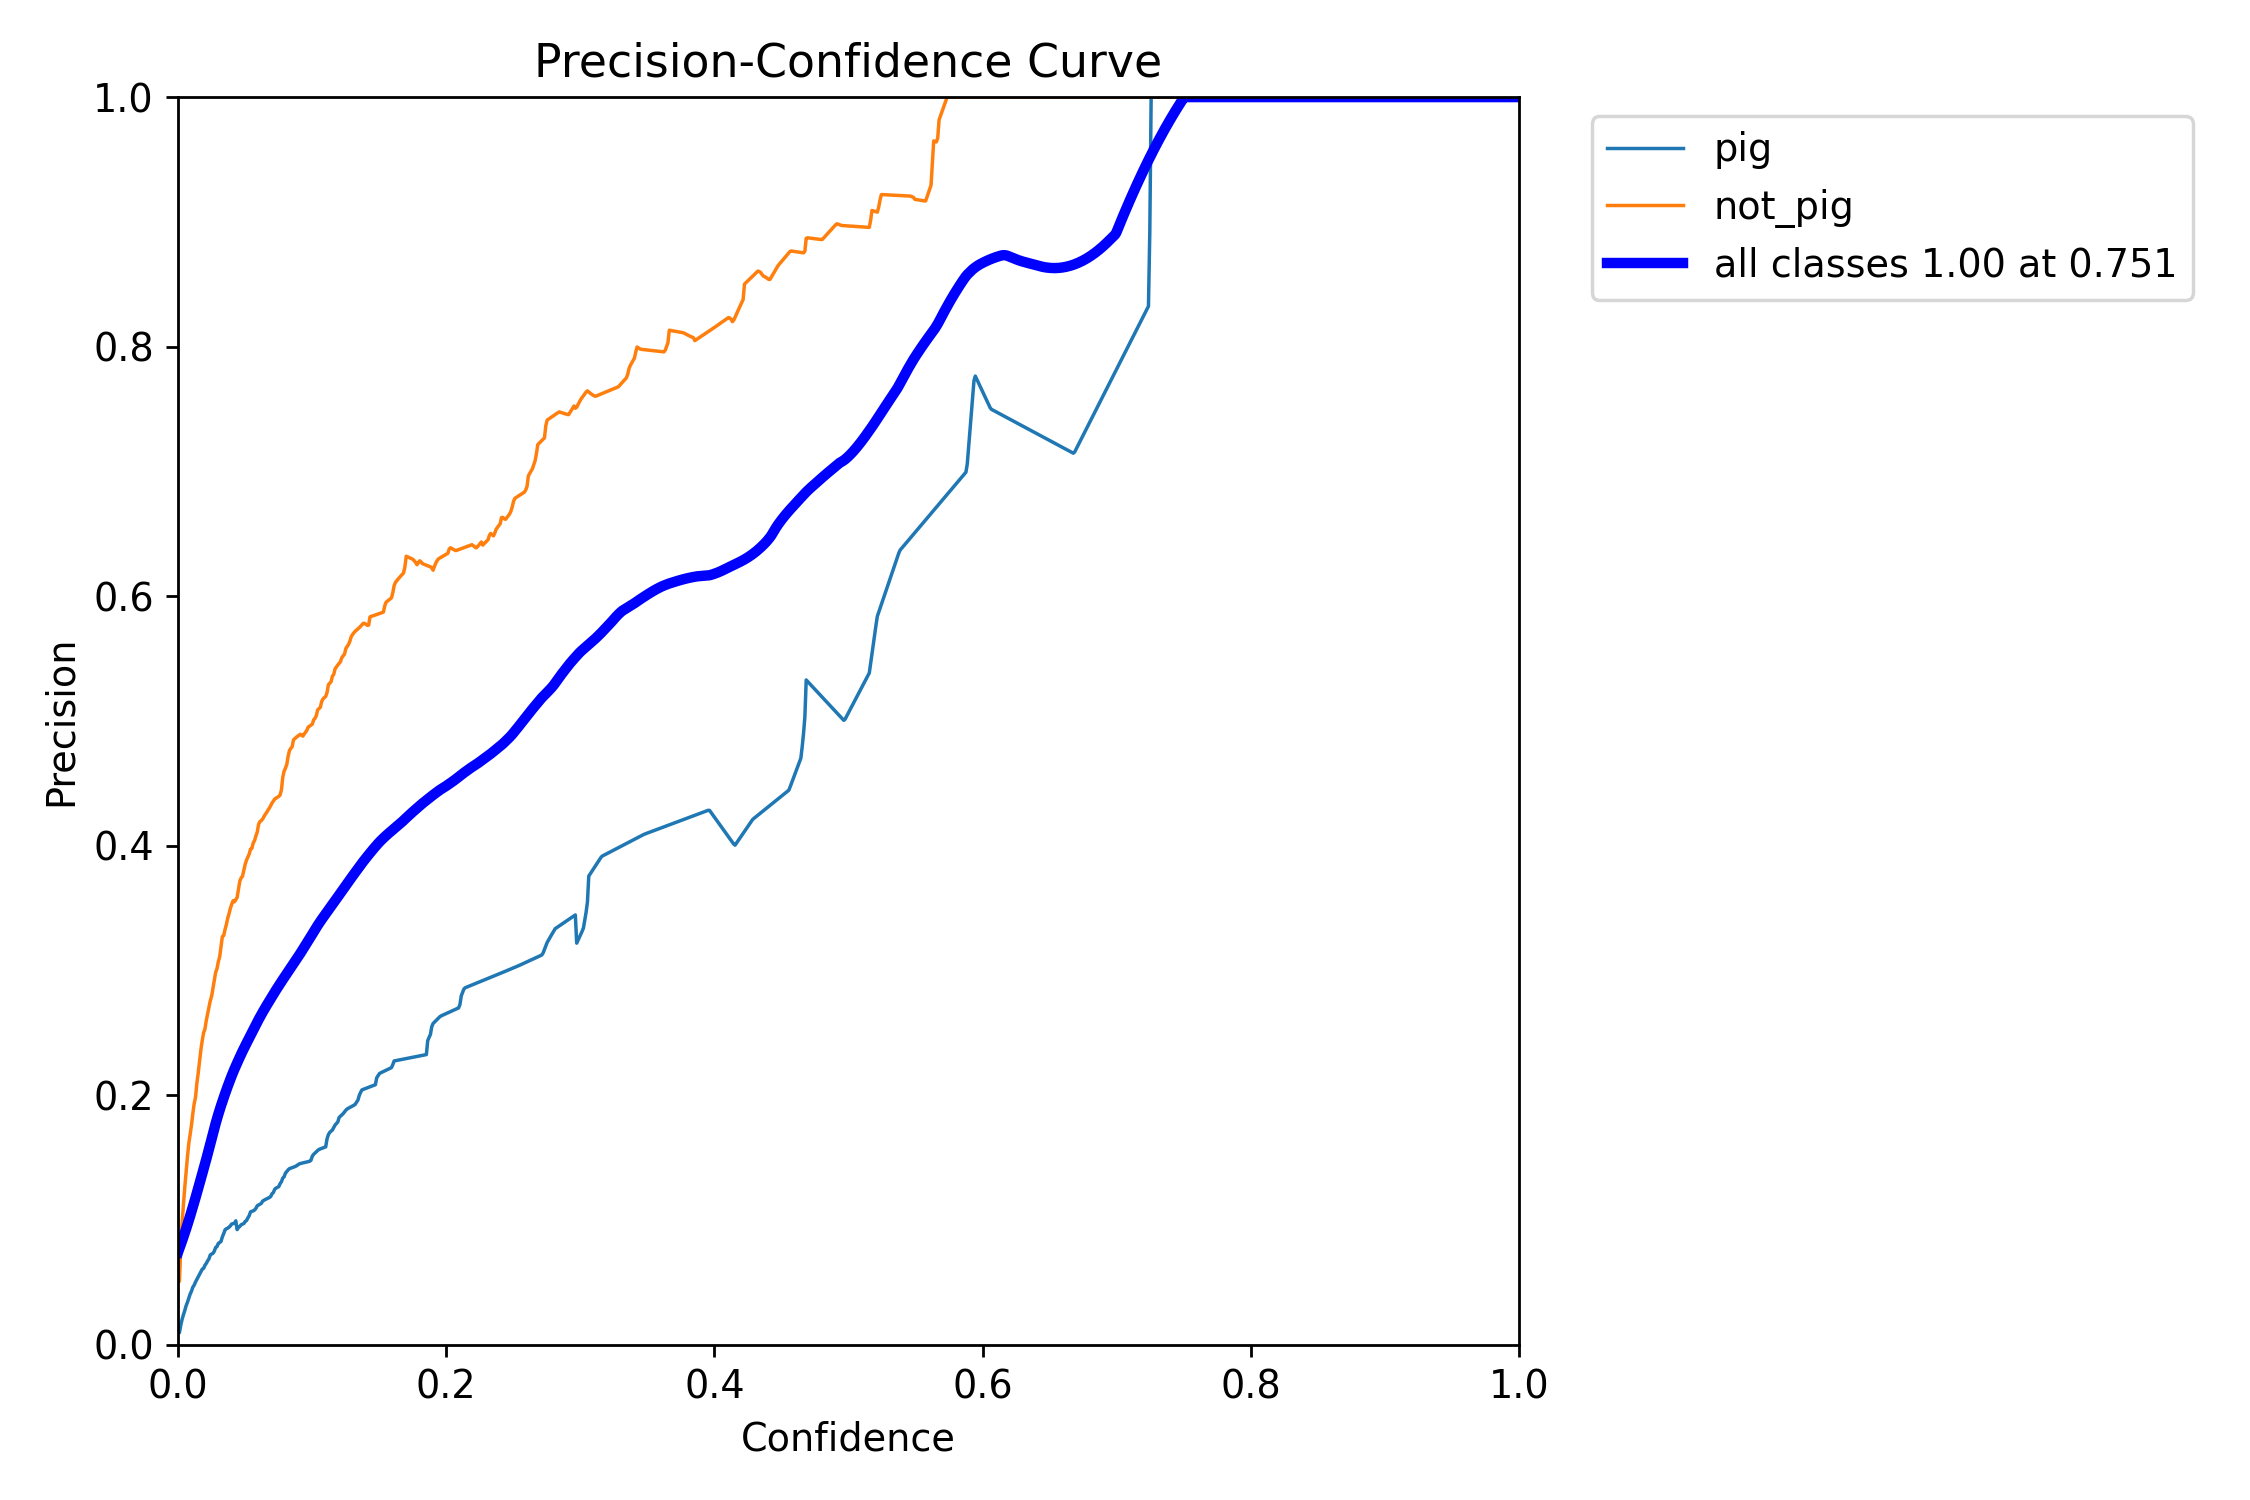 Precision-Confidence Curve
1.0
0.8
0.6
0.4
0.2
0.0
Precision
0.0 0.2 0.4 0.6 0.8 1.0
Confidence
pig
not_pig
all classes 1.00 at 0.751